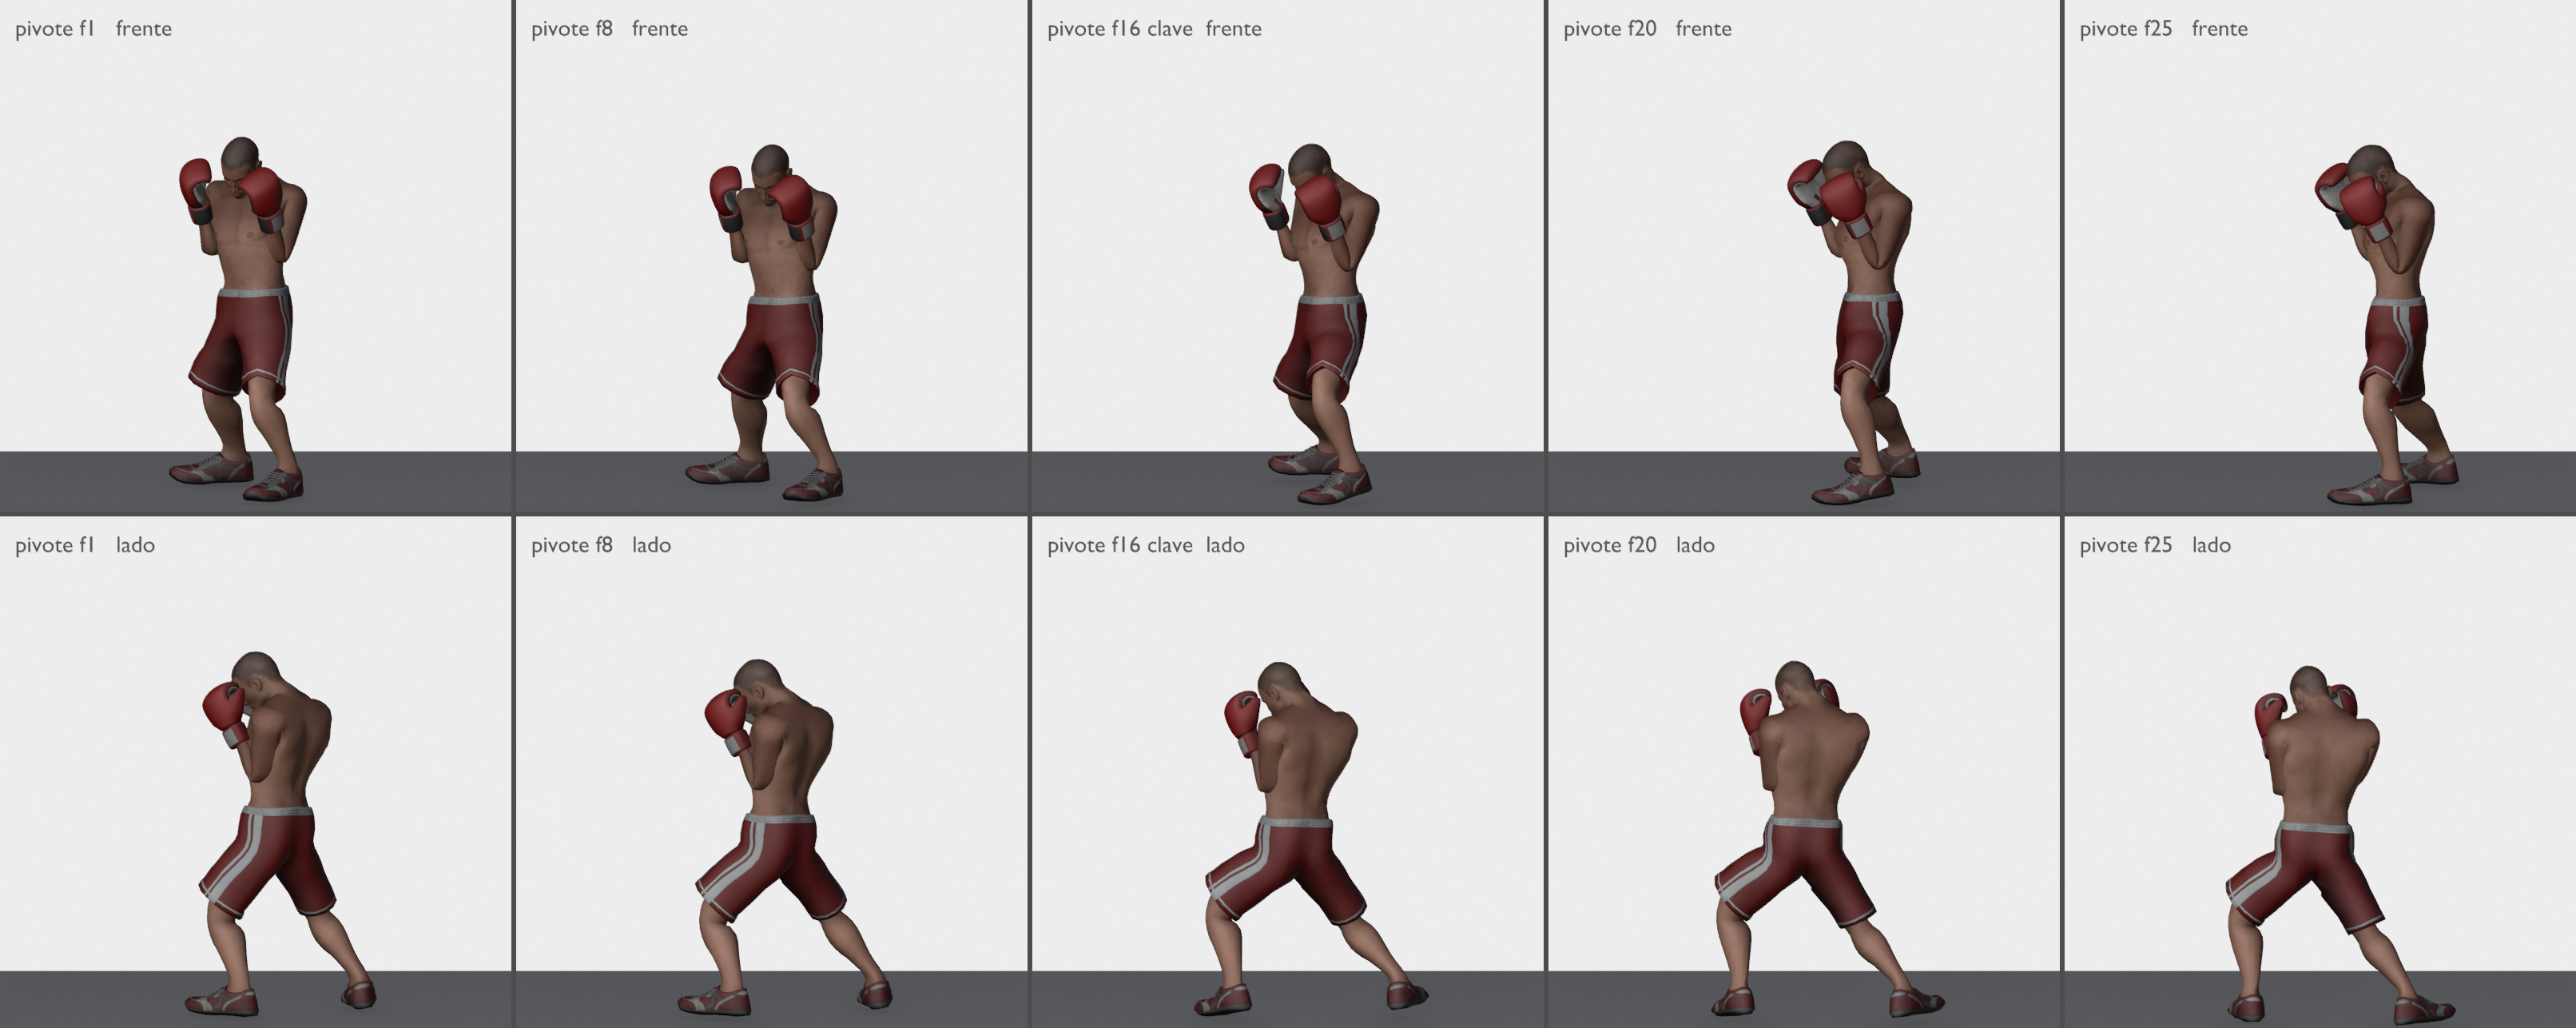 pivote f1 frente
pivote f8 frente
pivote f16 clave frente
pivote f20 frente
pivote f25 frente
pivote f1 lado
pivote f8 lado
pivote f16 clave lado
pivote f20 lado
pivote f25 lado